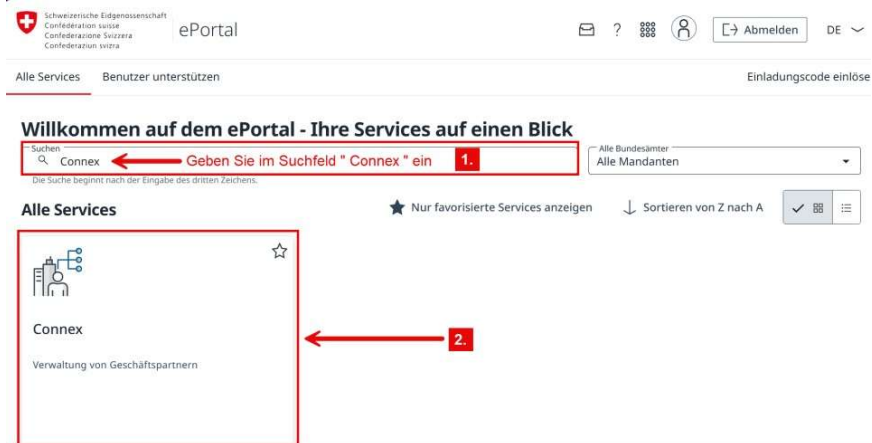 Schweizerische Eidgenossenschaft
Confédération suisse
Confederazione Svizzera
Confederaziun svizra
ePortal
?
Abmelden
DE
Alle Services
Benutzer unterstützen
Einladungscode einlöse
Willkommen auf dem ePortal - Ihre Services auf einen Blick
Suchen
Connex
Geben Sie im Suchfeld " Connex " ein
1.
Alle Bundesämter
Alle Mandanten
Die Suche beginnt nach der Eingabe des dritten Zeichens.
Alle Services
Nur favorisierte Services anzeigen
Sortieren von Z nach A
Connex
2.
Verwaltung von Geschäftspartnern